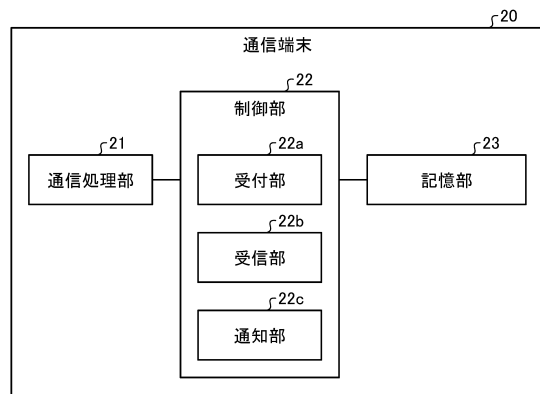 20
通信端末
22
制御部
21
通信処理部
22a
受付部
23
記憶部
22b
受信部
22c
通知部